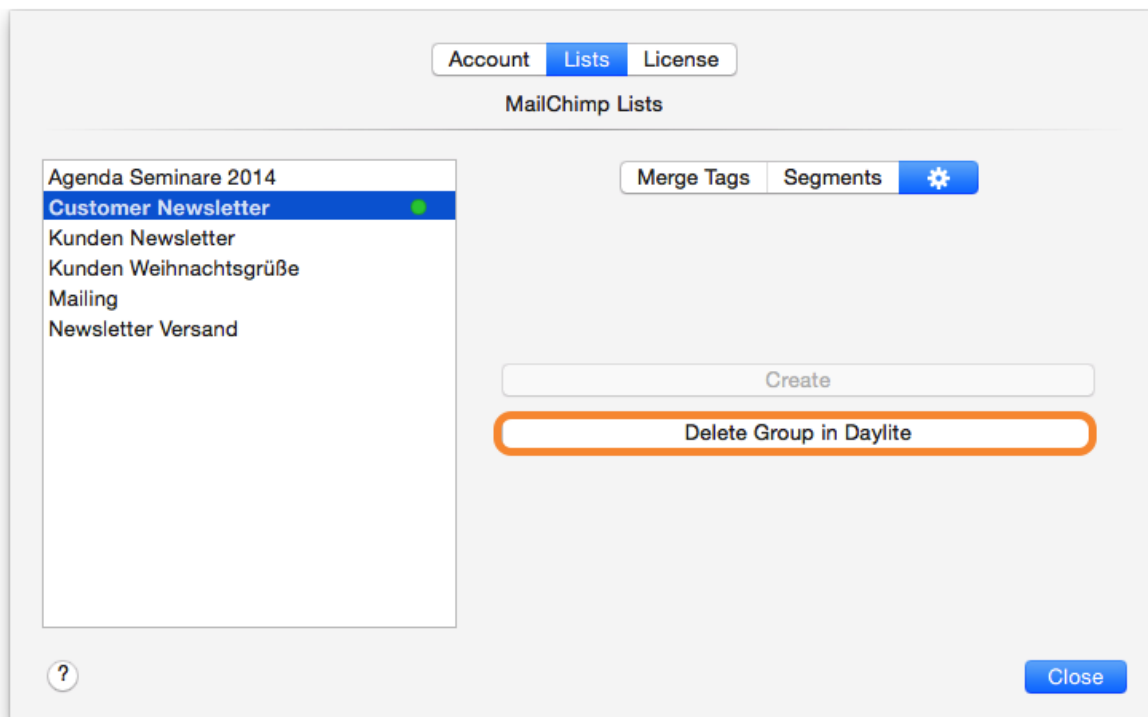 Account Lists License
MailChimp Lists
Agenda Seminare 2014
Customer Newsletter
Kunden Newsletter
Kunden Weihnachtsgrüße
Mailing
Newsletter Versand
Merge Tags Segments
Create
Delete Group in Daylite
? Close